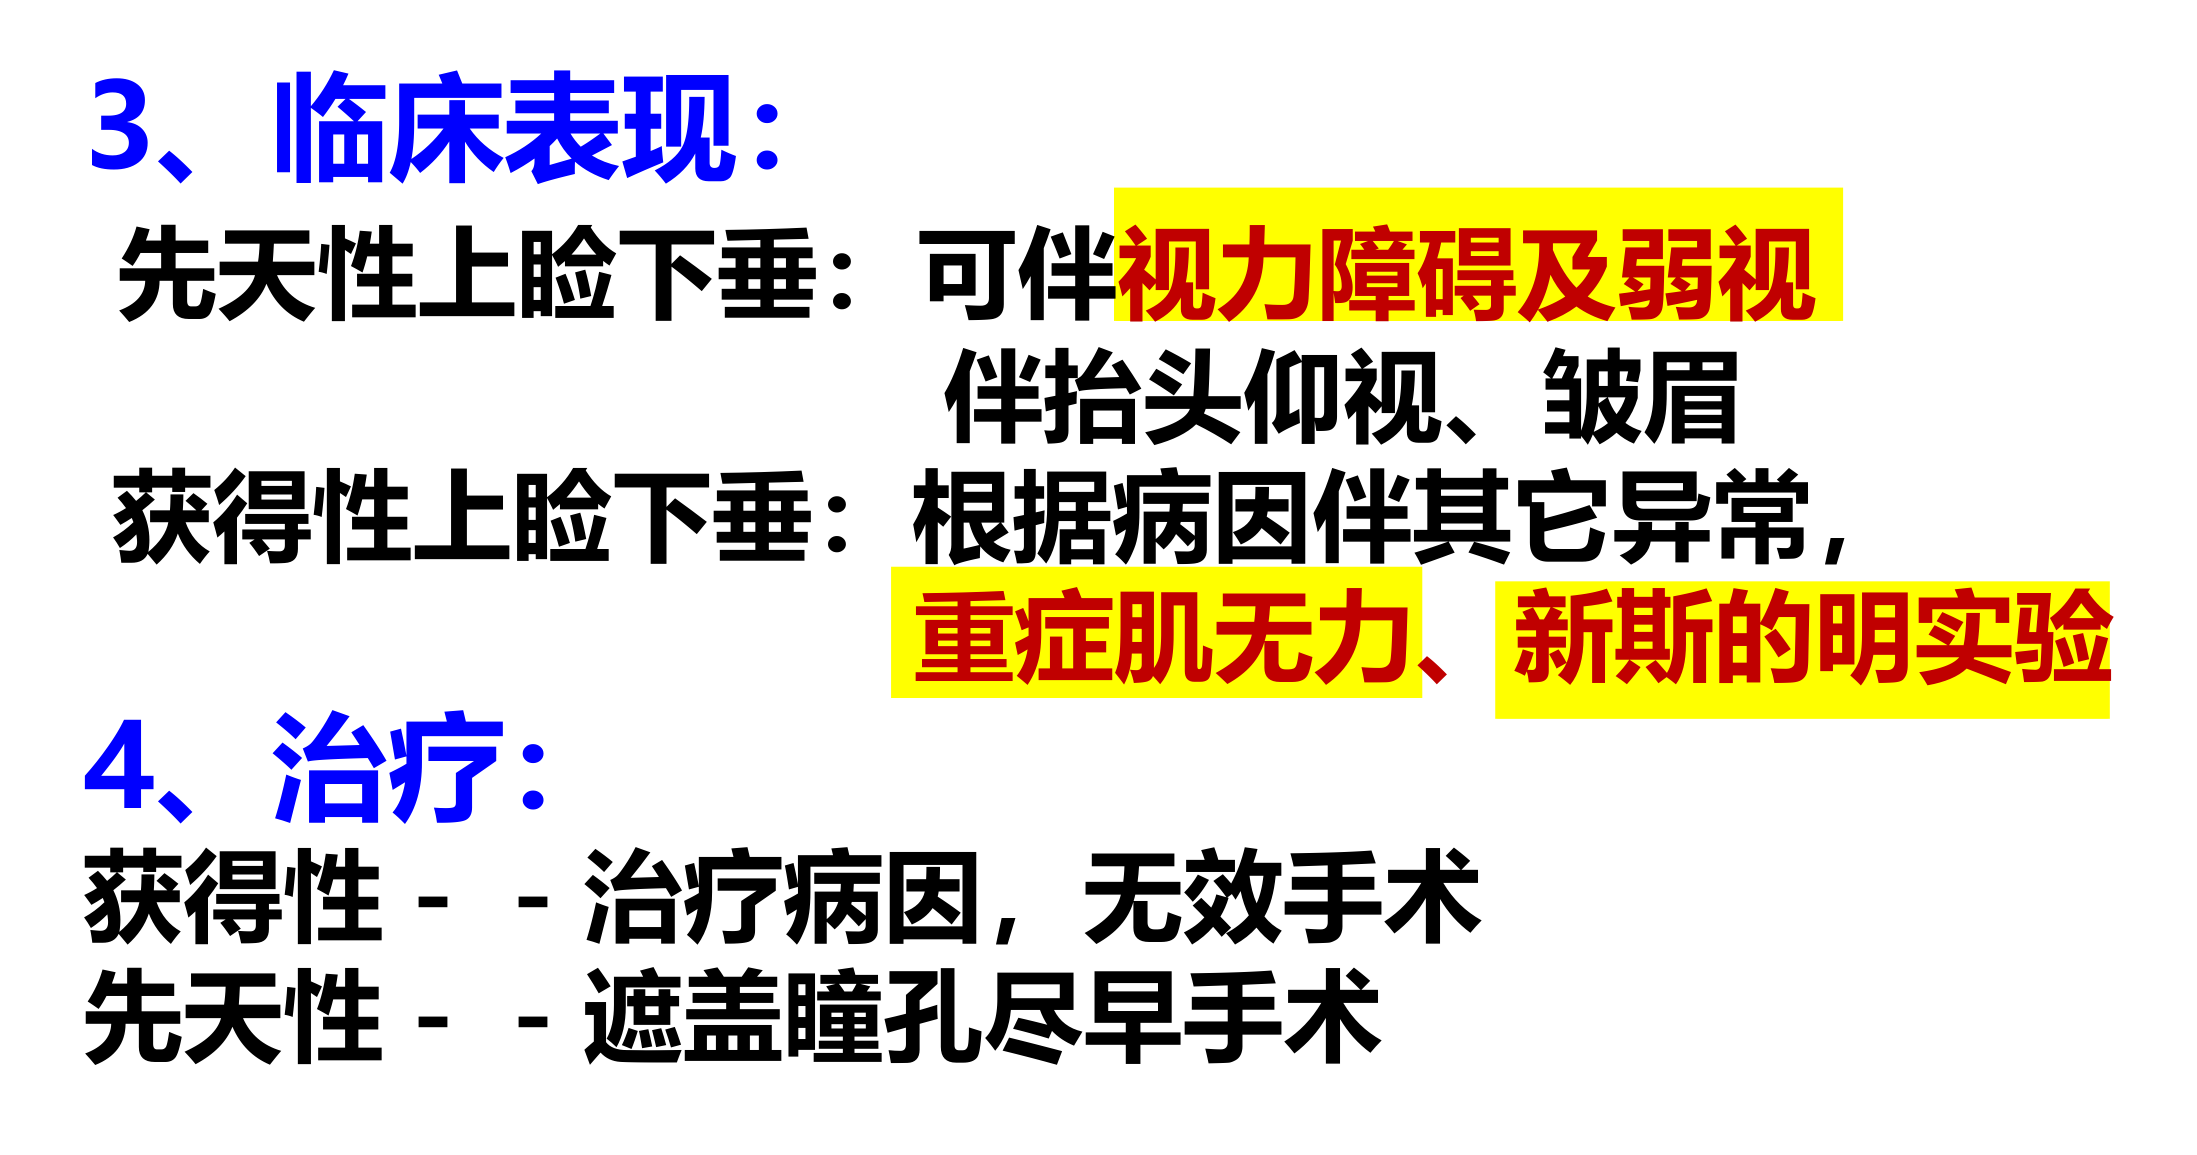 3、临床表现：
先天性上睑下垂：可伴视力障碍及弱视
伴抬头仰视、皱眉
获得性上睑下垂：根据病因伴其它异常，
重症肌无力、新斯的明实验
4、治疗：
获得性 - - 治疗病因，无效手术
先天性 - - 遮盖瞳孔尽早手术